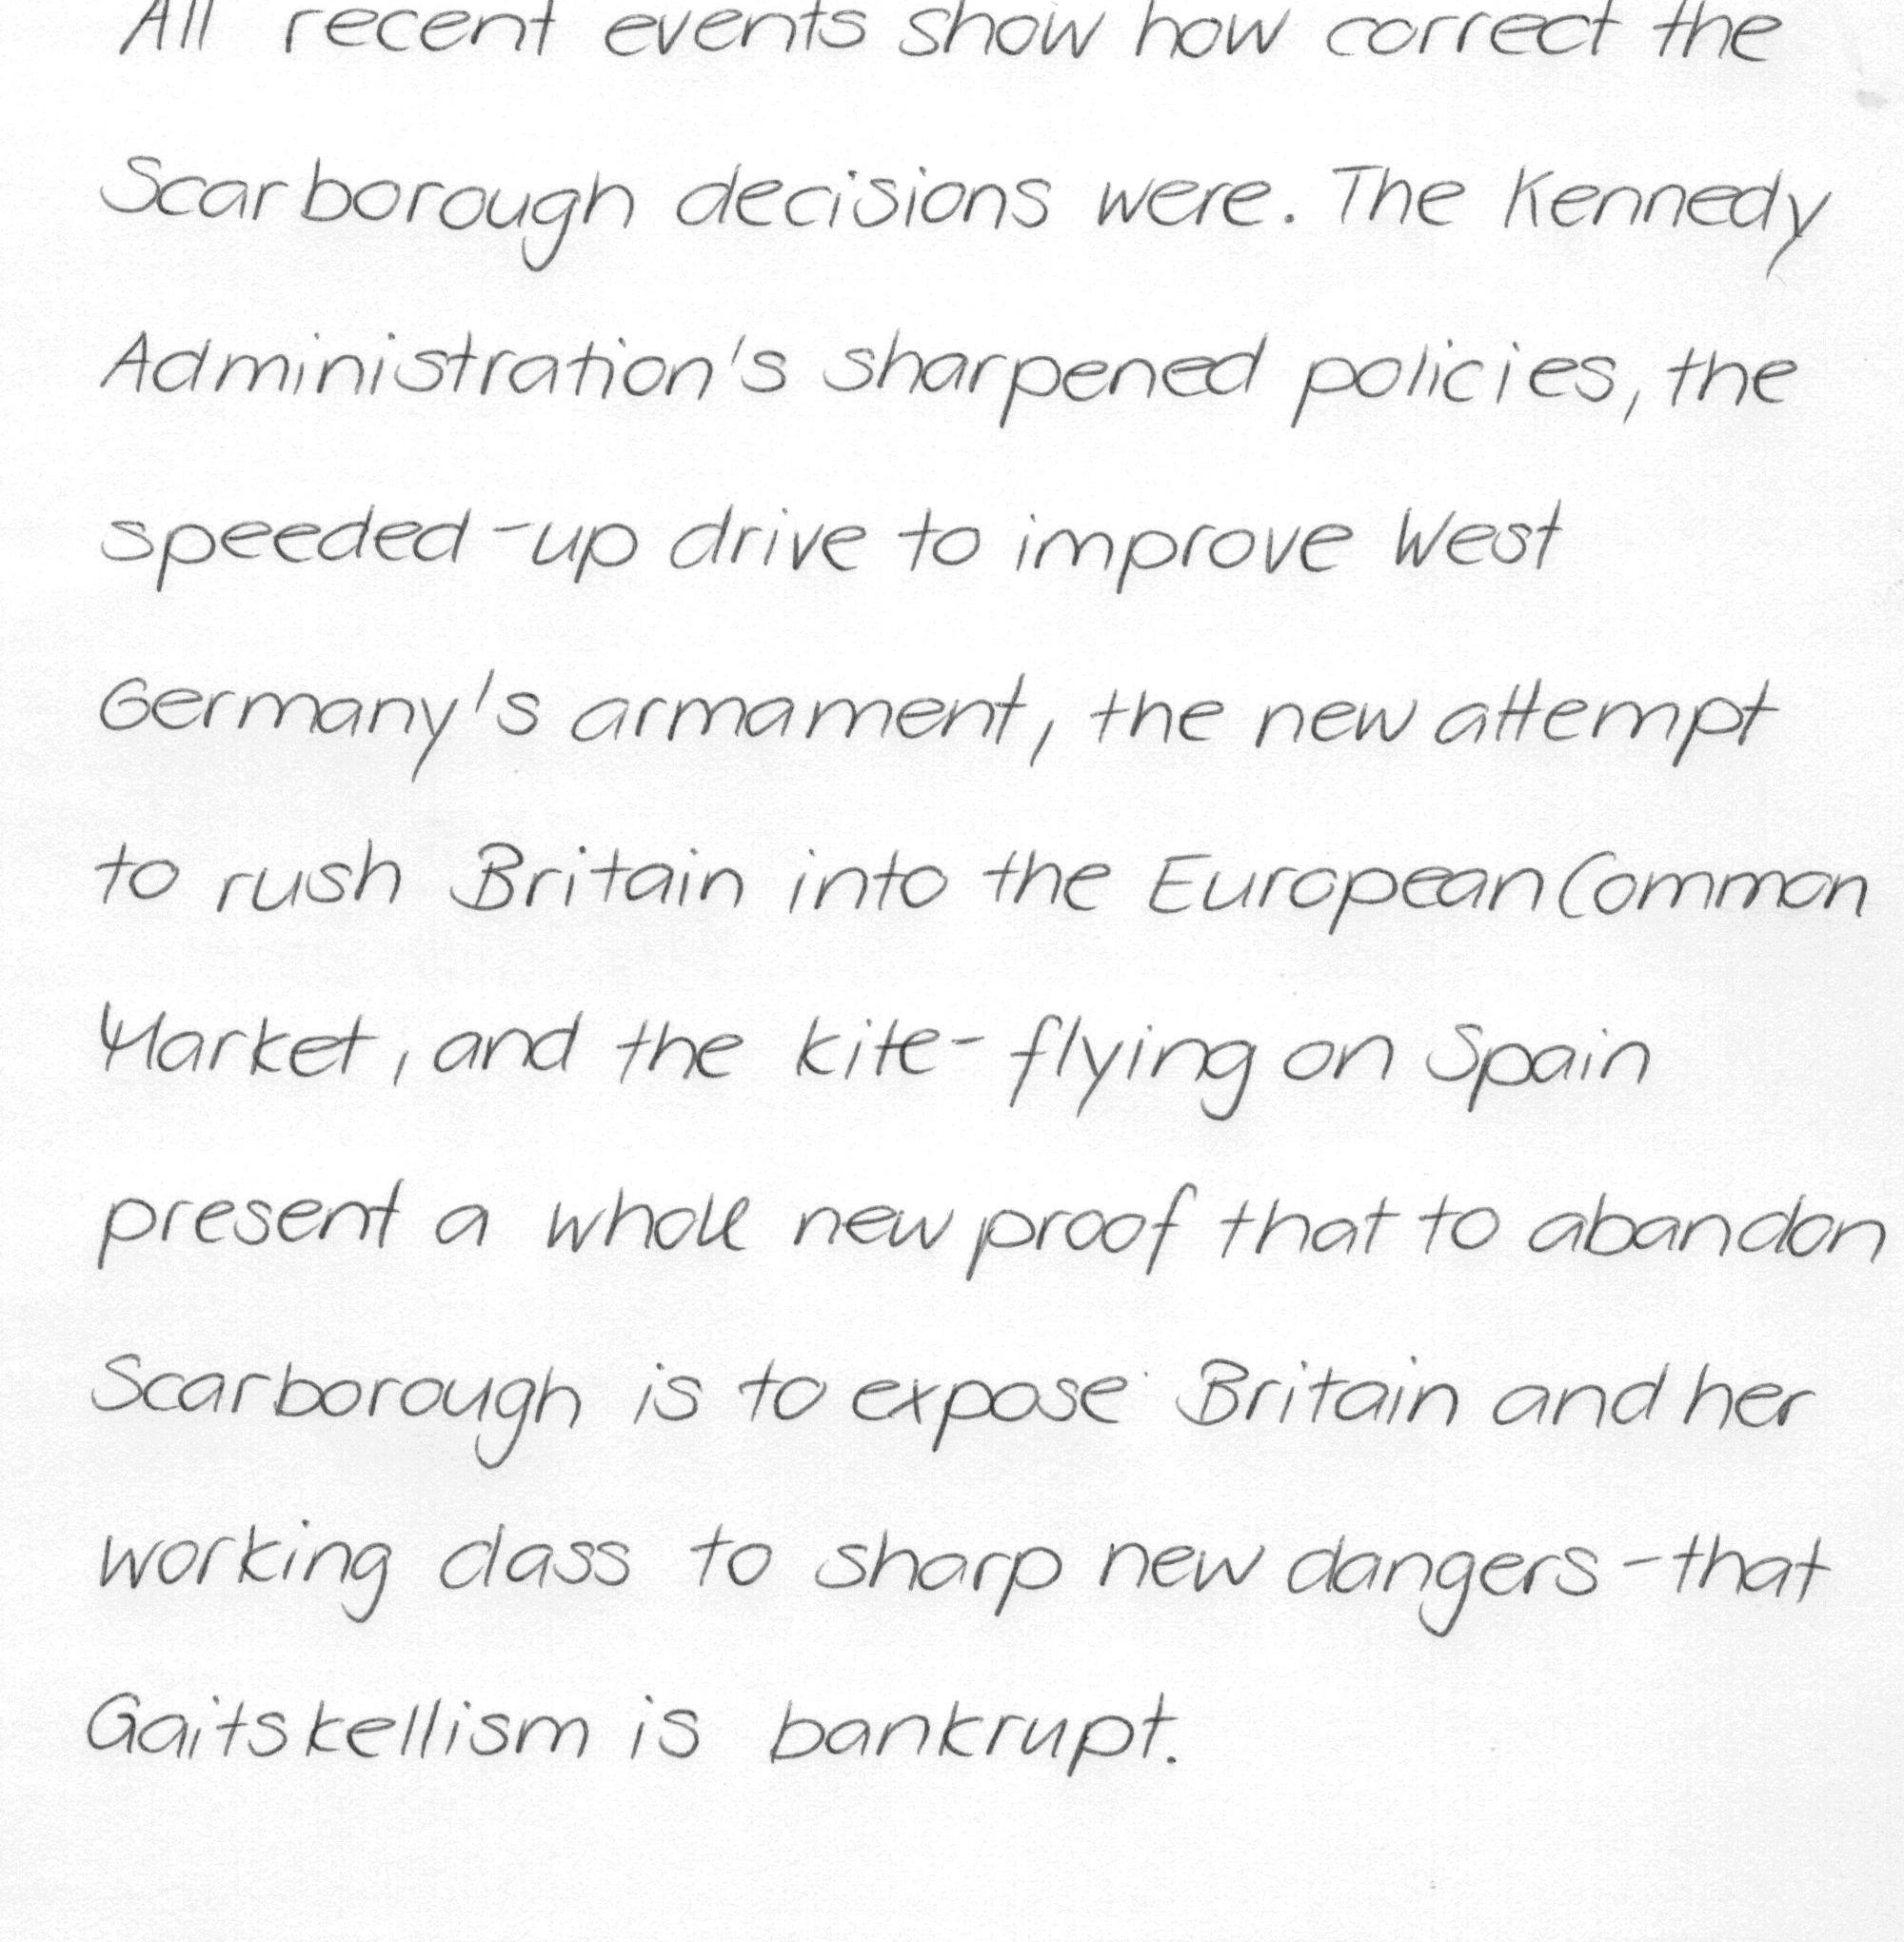 All recent events show how correct the
Scarborough decisions were. The Kennedy
Administration's sharpened policies, the
speeded-up drive to improve West
Germany's armament, the new attempt
to rush Britain into the European Common
Market, and the kite-flying on Spain
present a whole new proof that to abandon
Scarborough is to expose Britain and her
working class to sharp new dangers - that
Gaitskellism is bankrupt.